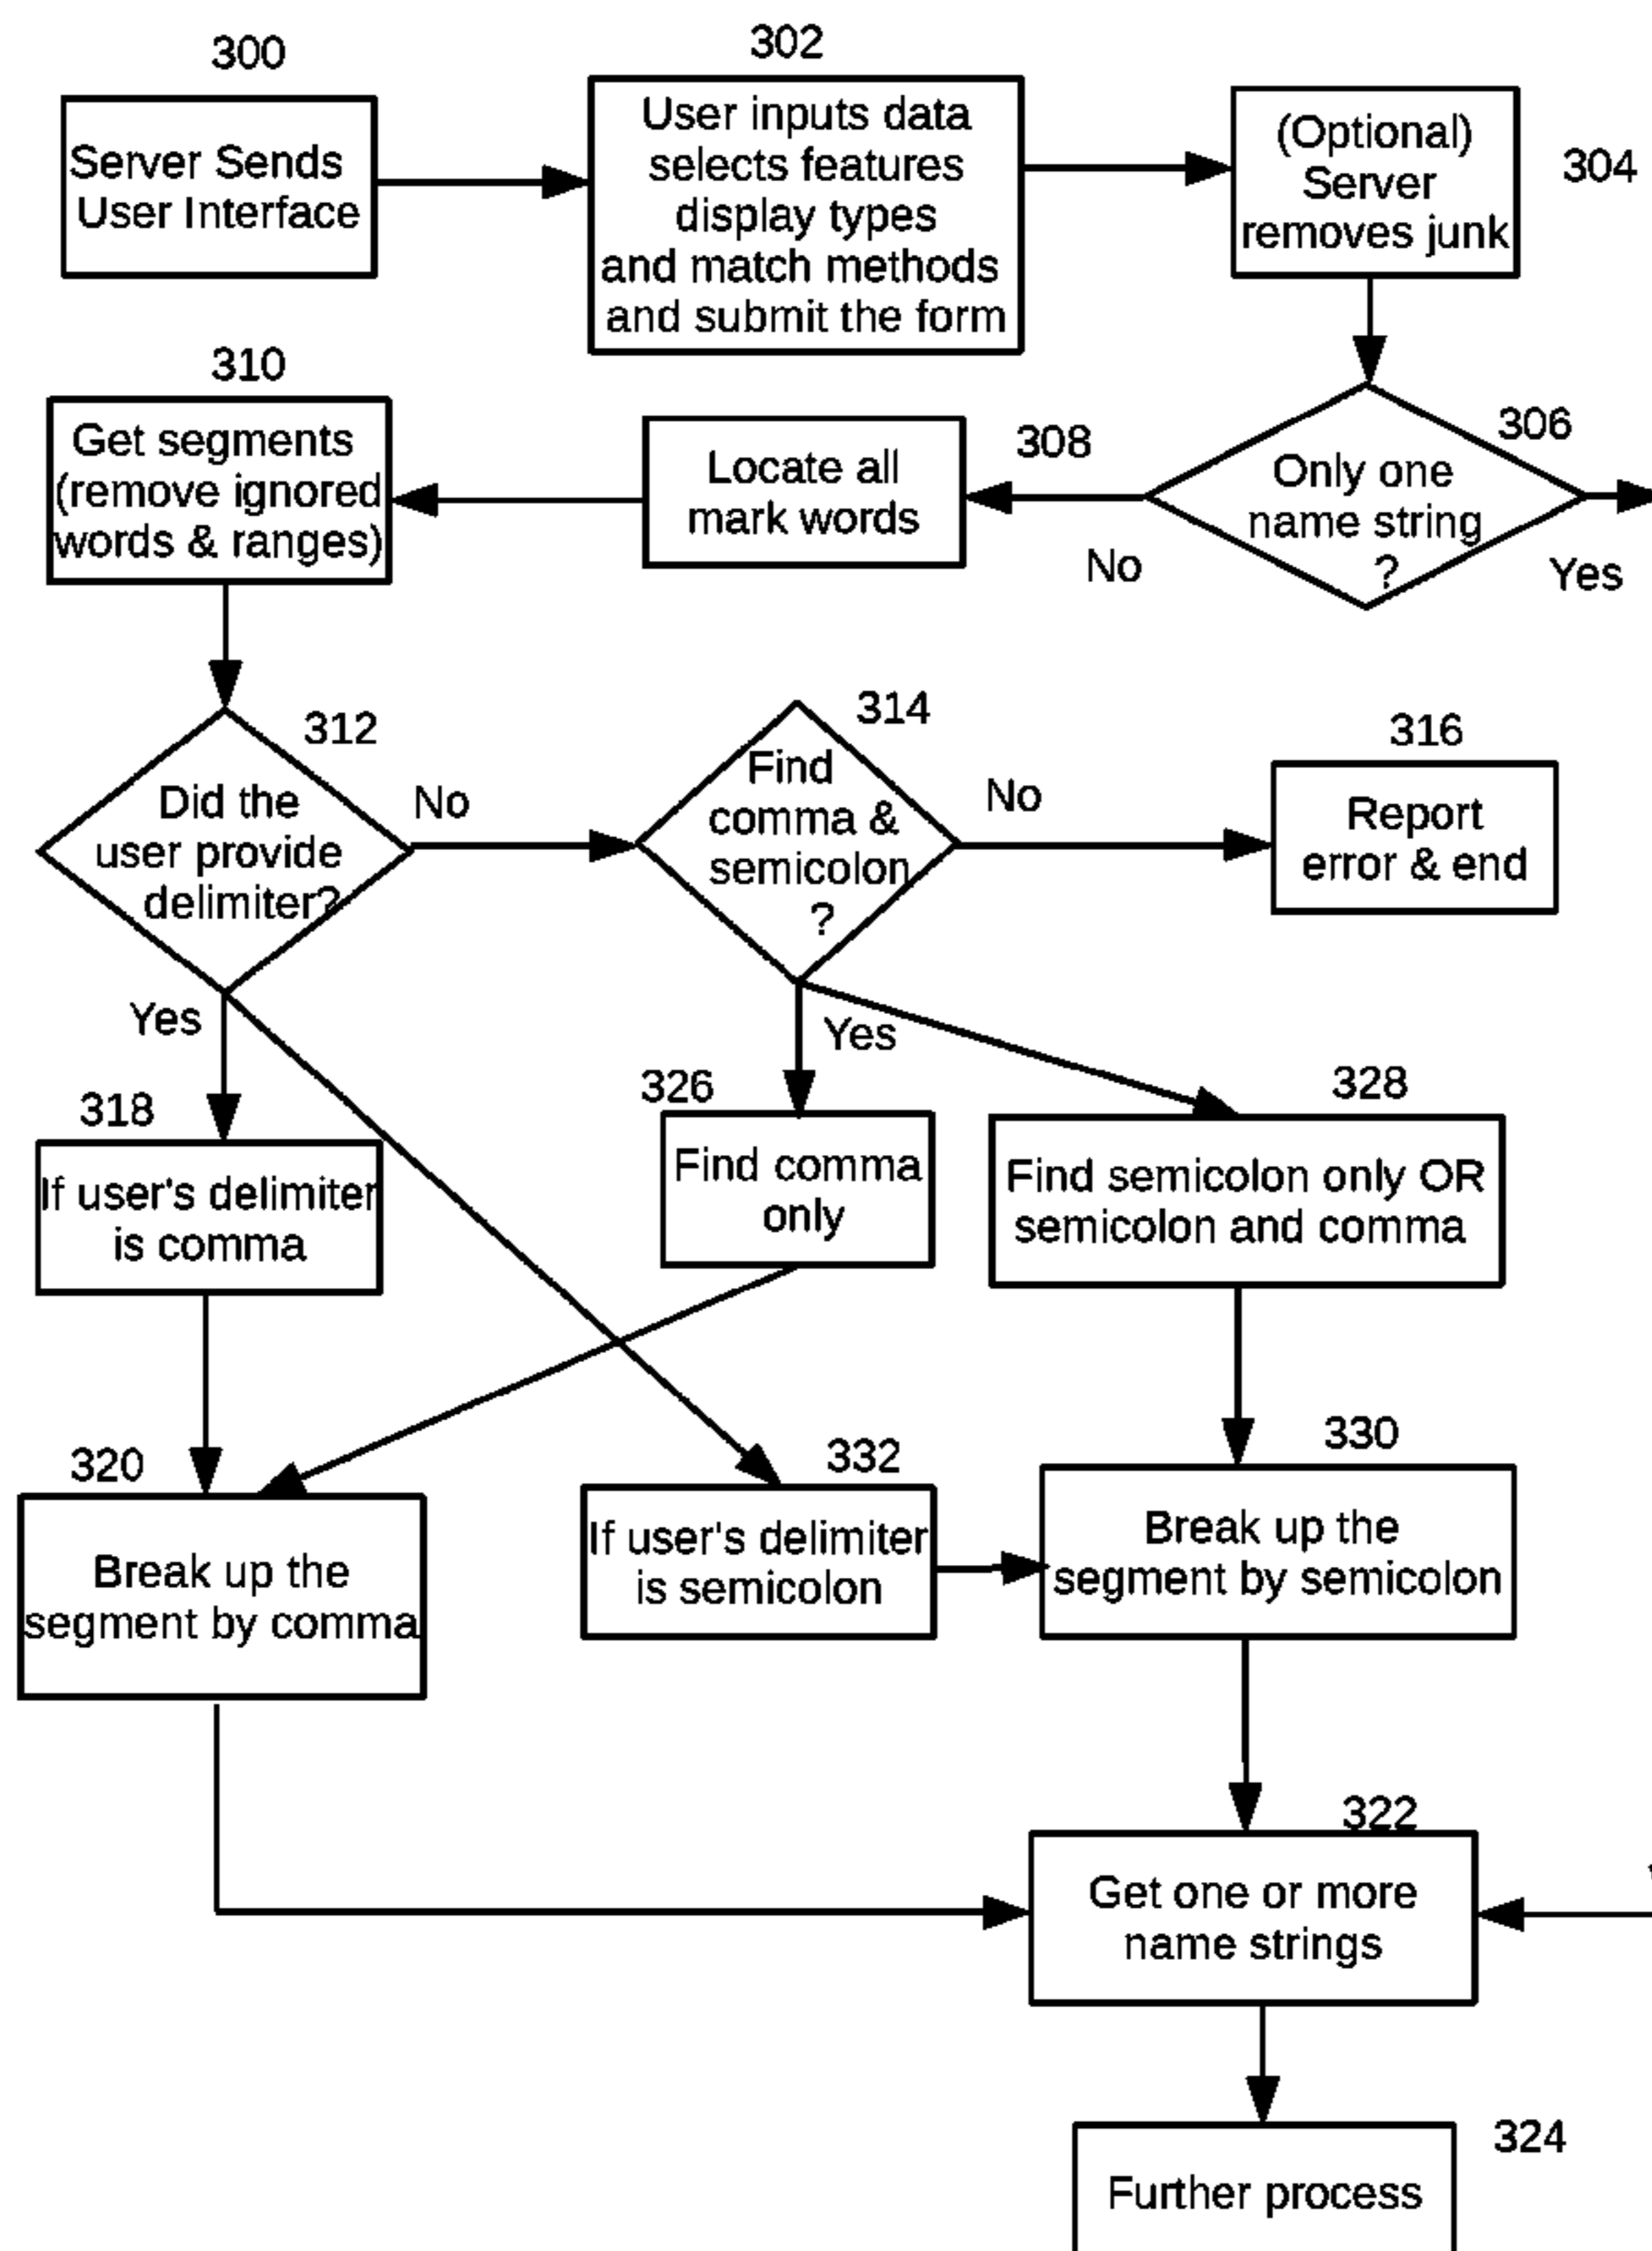 300
Server Sends
User Interface
302
User inputs data
selects features
display types
and match methods
and submit the form
(Optional)
Server
removes junk
304
306
Only one
name string
?
Yes
No
308
Locate all
mark words
310
Get segments
(remove ignored
words & ranges)
312
Did the
user provide
delimiter?
No
Yes
314
Find
comma &
semicolon
?
No
Yes
316
Report
error & end
318
If user's delimiter
is comma
326
Find comma
only
328
Find semicolon only OR
semicolon and comma
320
Break up the
segment by comma
332
If user's delimiter
is semicolon
330
Break up the
segment by semicolon
322
Get one or more
name strings
324
Further process